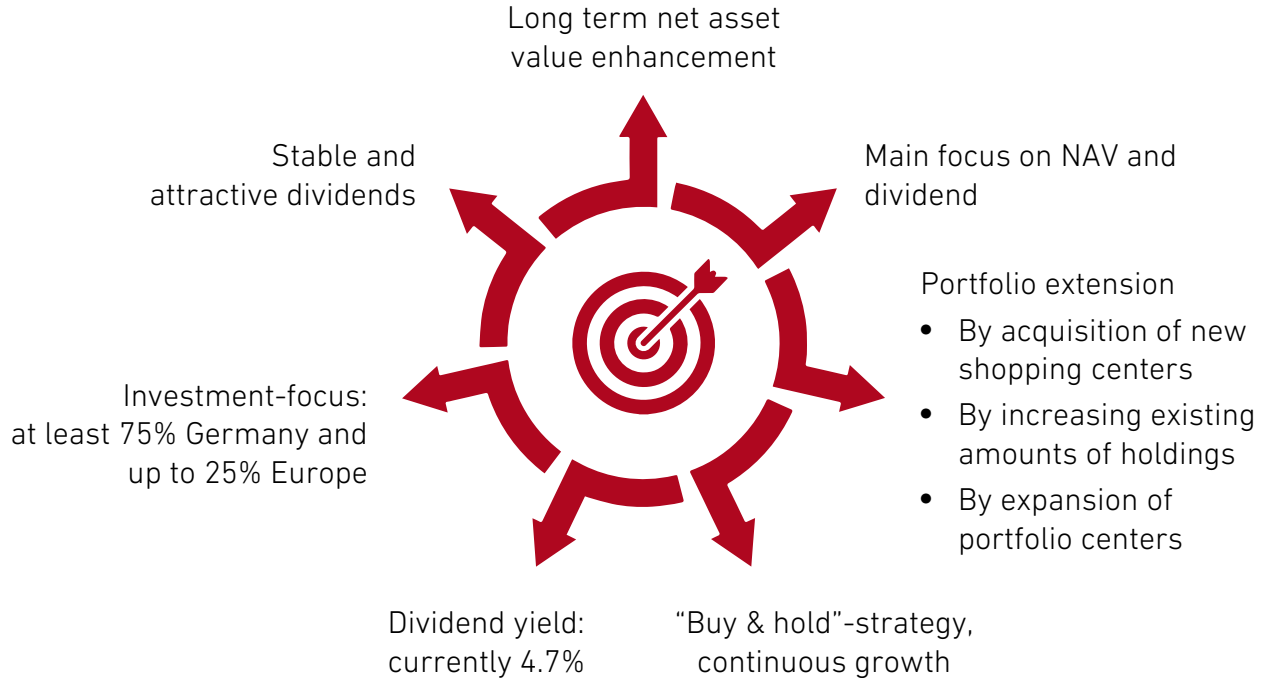 Long term net asset
value enhancement
Stable and
attractive dividends
Main focus on NAV and
dividend
Portfolio extension
• By acquisition of new
shopping centers
• By increasing existing
amounts of holdings
• By expansion of
portfolio centers
Investment-focus:
at least 75% Germany and
up to 25% Europe
Dividend yield:
currently 4.7%
“Buy & hold”-strategy,
continuous growth